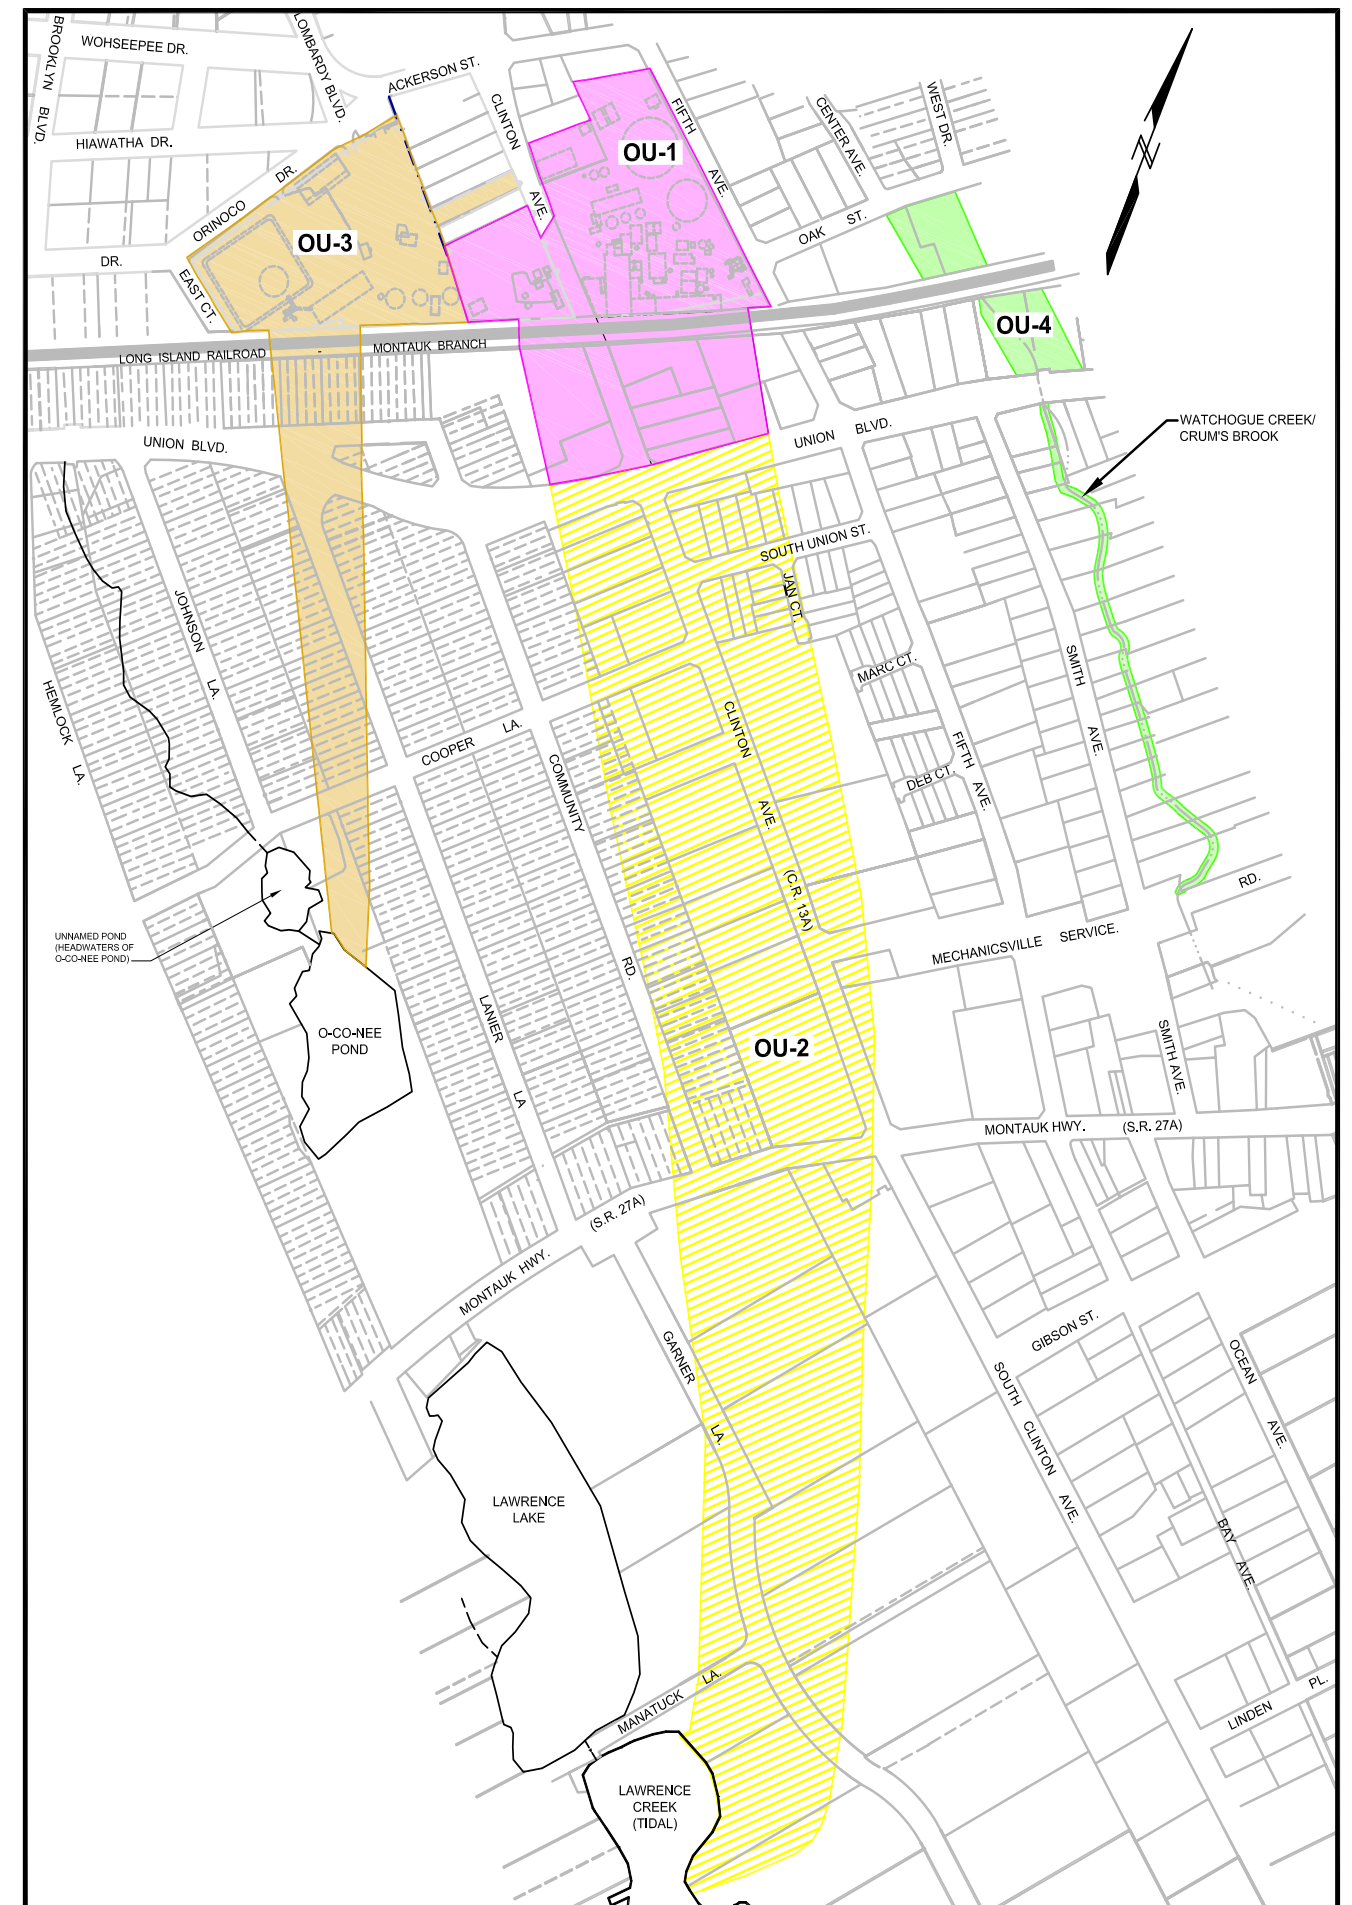 BROOKLYN BLVD.
WOHSEEPEE DR.
LOMBARDY BLVD.
ACKERSON ST.
CLINTON
AVE.
FIFTH
AVE.
CENTER AVE.
WEST DR.
N
HIAWATHA DR.
OU-1
ORINOCO DR.
OU-3
OAK ST.
DR.
EAST CT.
OU-4
LONG ISLAND RAILROAD
-
MONTAUK BRANCH
WATCHOGUE CREEK/
CRUM'S BROOK
UNION BLVD.
UNION BLVD.
SOUTH UNION ST.
JAN CT.
JOHNSON
LA.
MARC CT.
SMITH
AVE.
HEMLOCK
LA.
CLINTON
AVE.
(C.R. 13A)
FIFTH AVE.
COOPER LA.
COMMUNITY
RD.
DEB CT.
RD.
UNNAMED POND
(HEADWATERS OF
O-CO-NEE POND)
MECHANICSVILLE SERVICE.
O-CO-NEE
POND
LANIER
LA
OU-2
SMITH AVE.
MONTAUK HWY. (S.R. 27A)
(S.R. 27A)
MONTAUK HWY.
GARNER
LA.
GIBSON ST.
OCEAN
AVE.
SOUTH CLINTON AVE.
LAWRENCE
LAKE
BAY AVE.
MANATUCK LA.
LINDEN PL.
LAWRENCE
CREEK
(TIDAL)